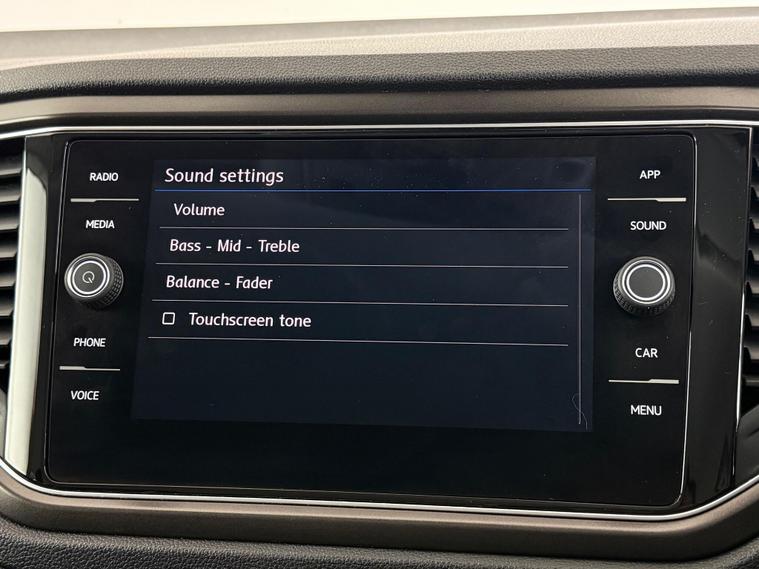 RADIO
MEDIA
PHONE
VOICE
Sound settings
Volume
Bass - Mid - Treble
Balance - Fader
Touchscreen tone
APP
SOUND
CAR
MENU